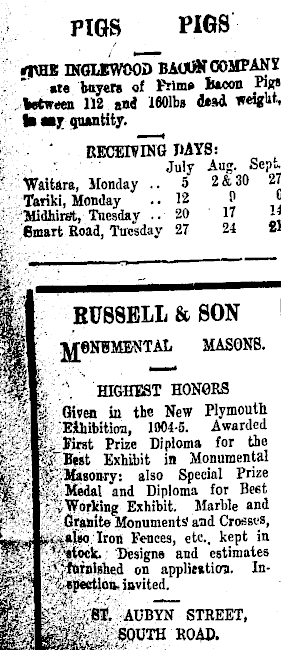 PIGS PIGS
THE INGLEWOOD BACON COMPANY
are buyers of Prime Bacon Pigs
between 112 and 160lbs dead weight,
in any quantity.
RECEIVING DAYS:
July Aug. Sept.
Waitara, Monday .. 5 2 & 30 27
Tariki, Monday .. 12 9
Midhirst, Tuesday .. 20 17 14
Smart Road, Tuesday 27 24 21
RUSSELL & SON
MONUMENTAL MASONS.
HIGHEST HONORS
Given in the New Plymouth
Exhibition, 1904-5. Awarded
First Prize Diploma for the
Best Exhibit in Monumental
Masonry: also Special Prize
Medal and Diploma for Best
Working Exhibit. Marble and
Granite Monuments and Crosses,
also Iron Fences, etc., kept in
stock. Designs and estimates
furnished on application. In-
spection invited.
ST. AUBYN STREET,
SOUTH ROAD.